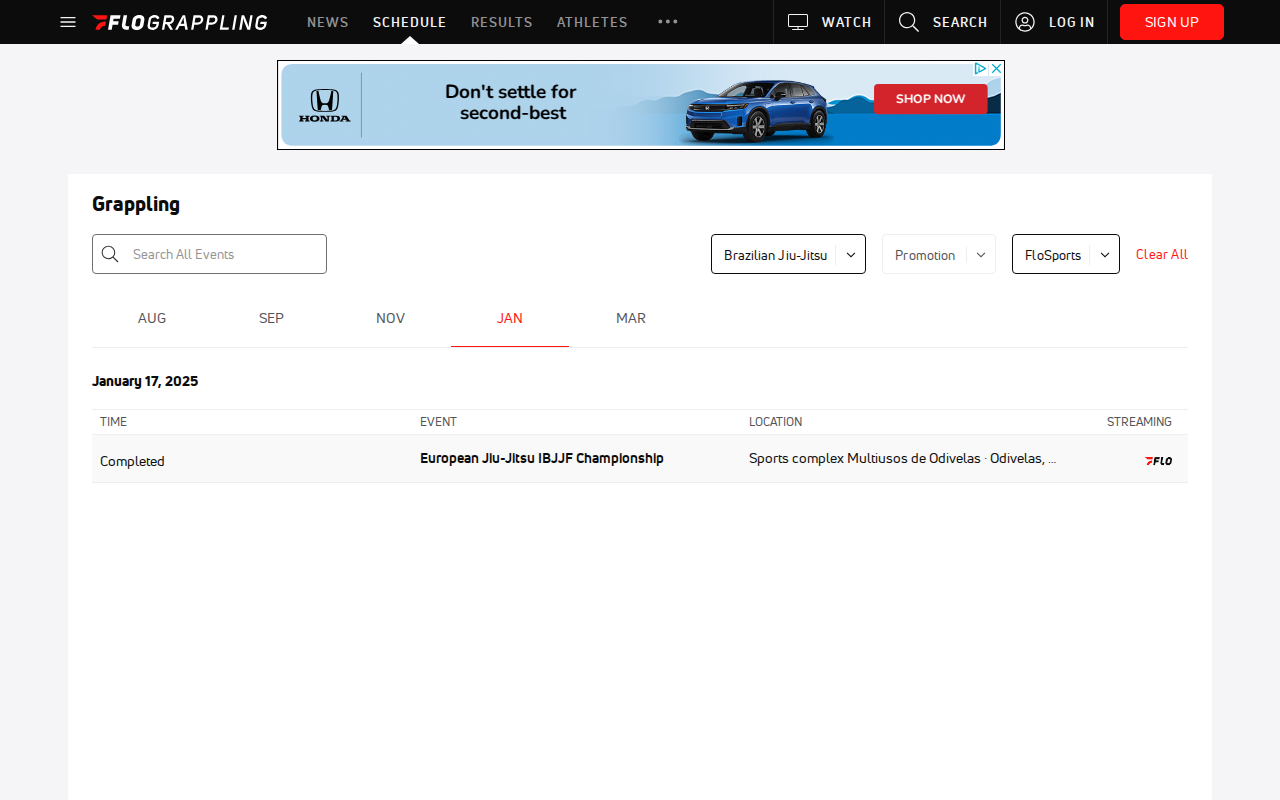 FLOGRAPPLING NEWS SCHEDULE RESULTS ATHLETES ••• WATCH SEARCH LOG IN SIGN UP
HONDA
Don't settle for
second-best
SHOP NOW
Grappling
Search All Events
Brazilian Jiu-Jitsu
Promotion
FloSports
Clear All
AUG SEP NOV JAN MAR
January 17, 2025
TIME EVENT LOCATION STREAMING
Completed European Jiu-Jitsu IBJJF Championship Sports complex Multiusos de Odivelas · Odivelas, ... FLO